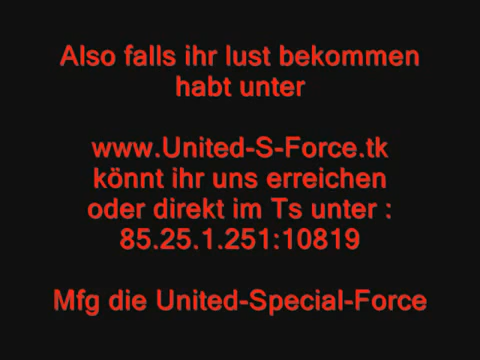 Also falls ihr lust bekommen
habt unter
www.United-S-Force.tk
könnt ihr uns erreichen
oder direkt im Ts unter :
85.25.1.251:10819
Mfg die United-Special-Force